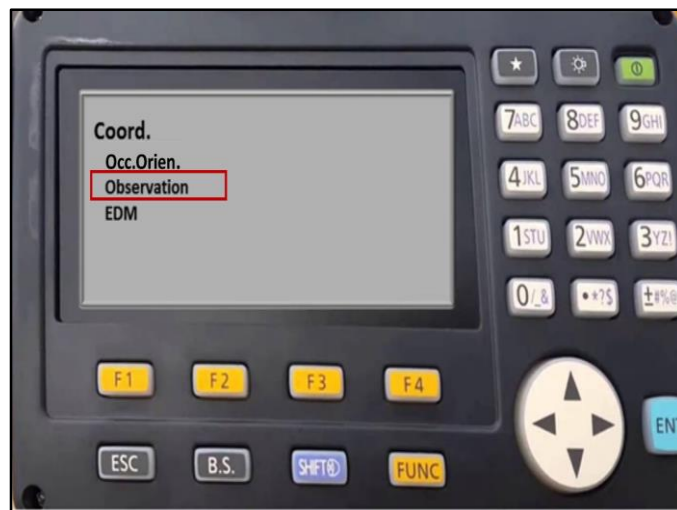 Coord.
Occ.Orien.
Observation
EDM
★
7ABC 8DEF 9GHI
4JKL 5MNO 6PQR
1STU 2VWX 3YZ!
0/_& •*?$ ±#%@
F1 F2 F3 F4
ESC B.S. SHIFT FUNC
ENT